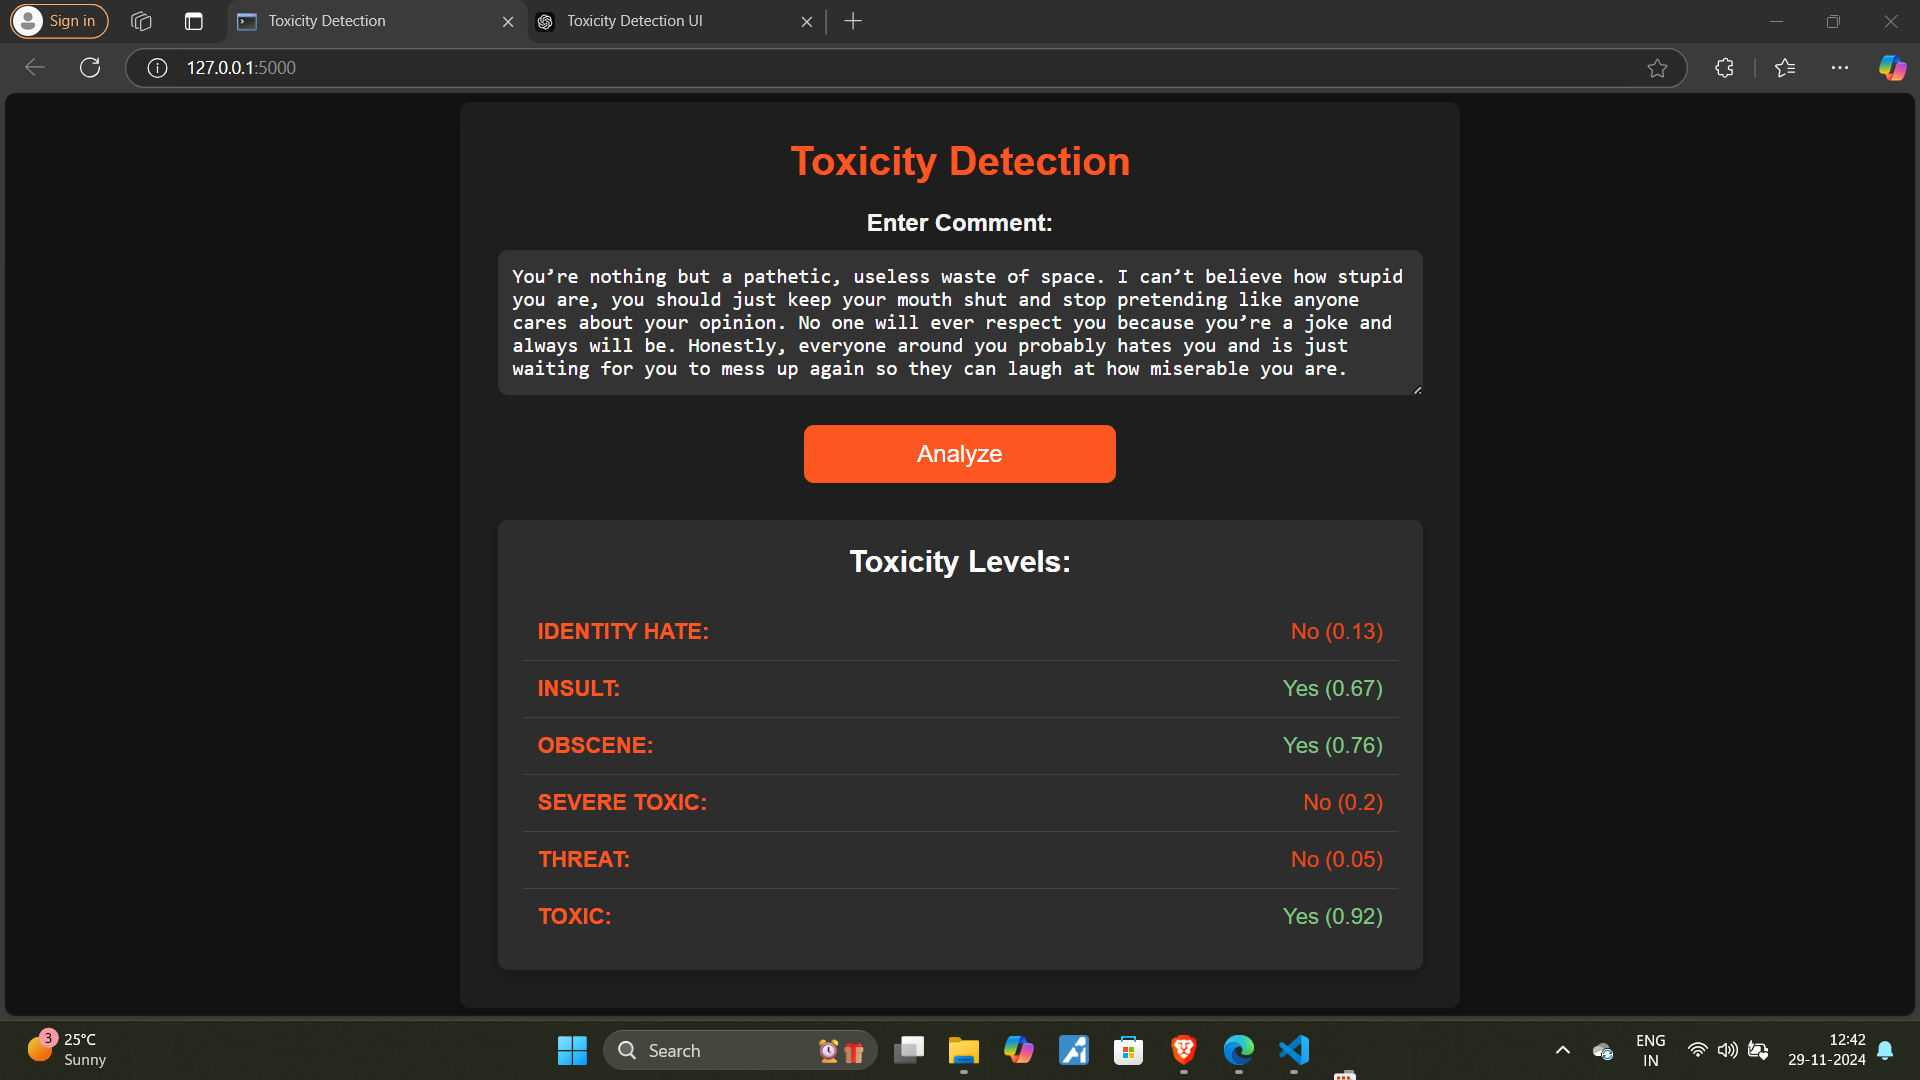 Sign in
Toxicity Detection
Toxicity Detection UI
127.0.0.1:5000
Toxicity Detection
Enter Comment:
You’re nothing but a pathetic, useless waste of space. I can’t believe how stupid
you are, you should just keep your mouth shut and stop pretending like anyone
cares about your opinion. No one will ever respect you because you’re a joke and
always will be. Honestly, everyone around you probably hates you and is just
waiting for you to mess up again so they can laugh at how miserable you are.
Analyze
Toxicity Levels:
IDENTITY HATE: No (0.13)
INSULT: Yes (0.67)
OBSCENE: Yes (0.76)
SEVERE TOXIC: No (0.2)
THREAT: No (0.05)
TOXIC: Yes (0.92)
3
25°C
Sunny
Search
ENG
IN
12:42
29-11-2024